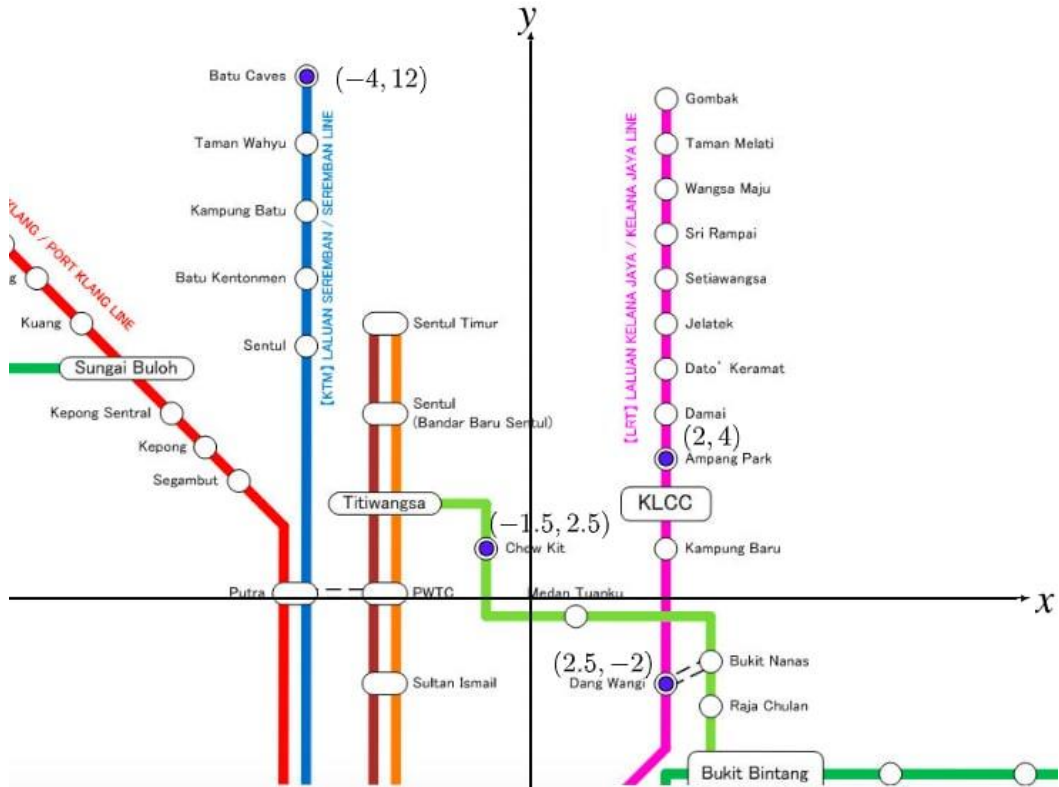 y
Batu Caves
(−4, 12)
Gombak
Taman Wahyu
Taman Melati
Wangsa Maju
Kampung Batu
Sri Rampai
Batu Kentonmen
Setiawangsa
KLANG / PORT KLANG LINE
[KTM] LALUAN SEREMBAN / SEREMBAN LINE
[LRT] LALUAN KELANA JAYA / KELANA JAYA LINE
g
Kuang
Sentul Timur
Jelatek
Sentul
Sungai Buloh
Dato' Keramat
Kepong Sentral
Sentul
(Bandar Baru Sentul)
Damai
(2, 4)
Kepong
Ampang Park
Segambut
Titiwangsa
KLCC
(−1.5, 2.5)
Chow Kit
Kampung Baru
Putra
PWTC
Medan Tuanku
x
(2.5, −2)
Bukit Nanas
Sultan Ismail
Dang Wangi
Raja Chulan
Bukit Bintang